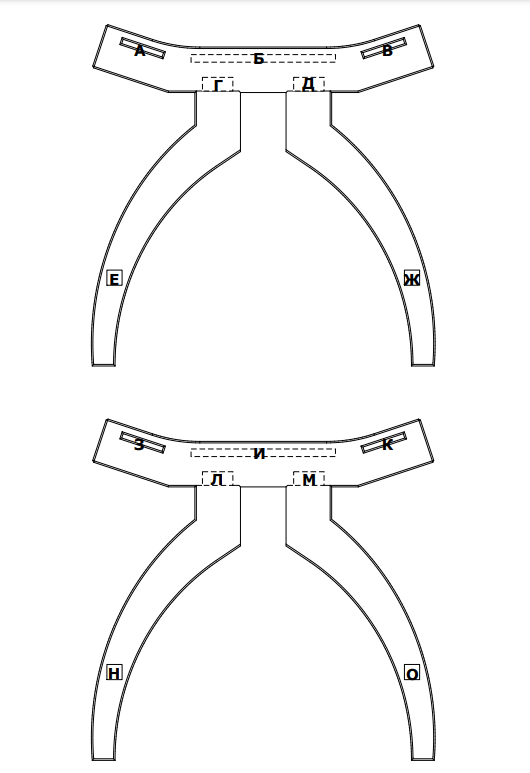 А Б В
Г Д
Е Ж
З И К
Л М
Н О